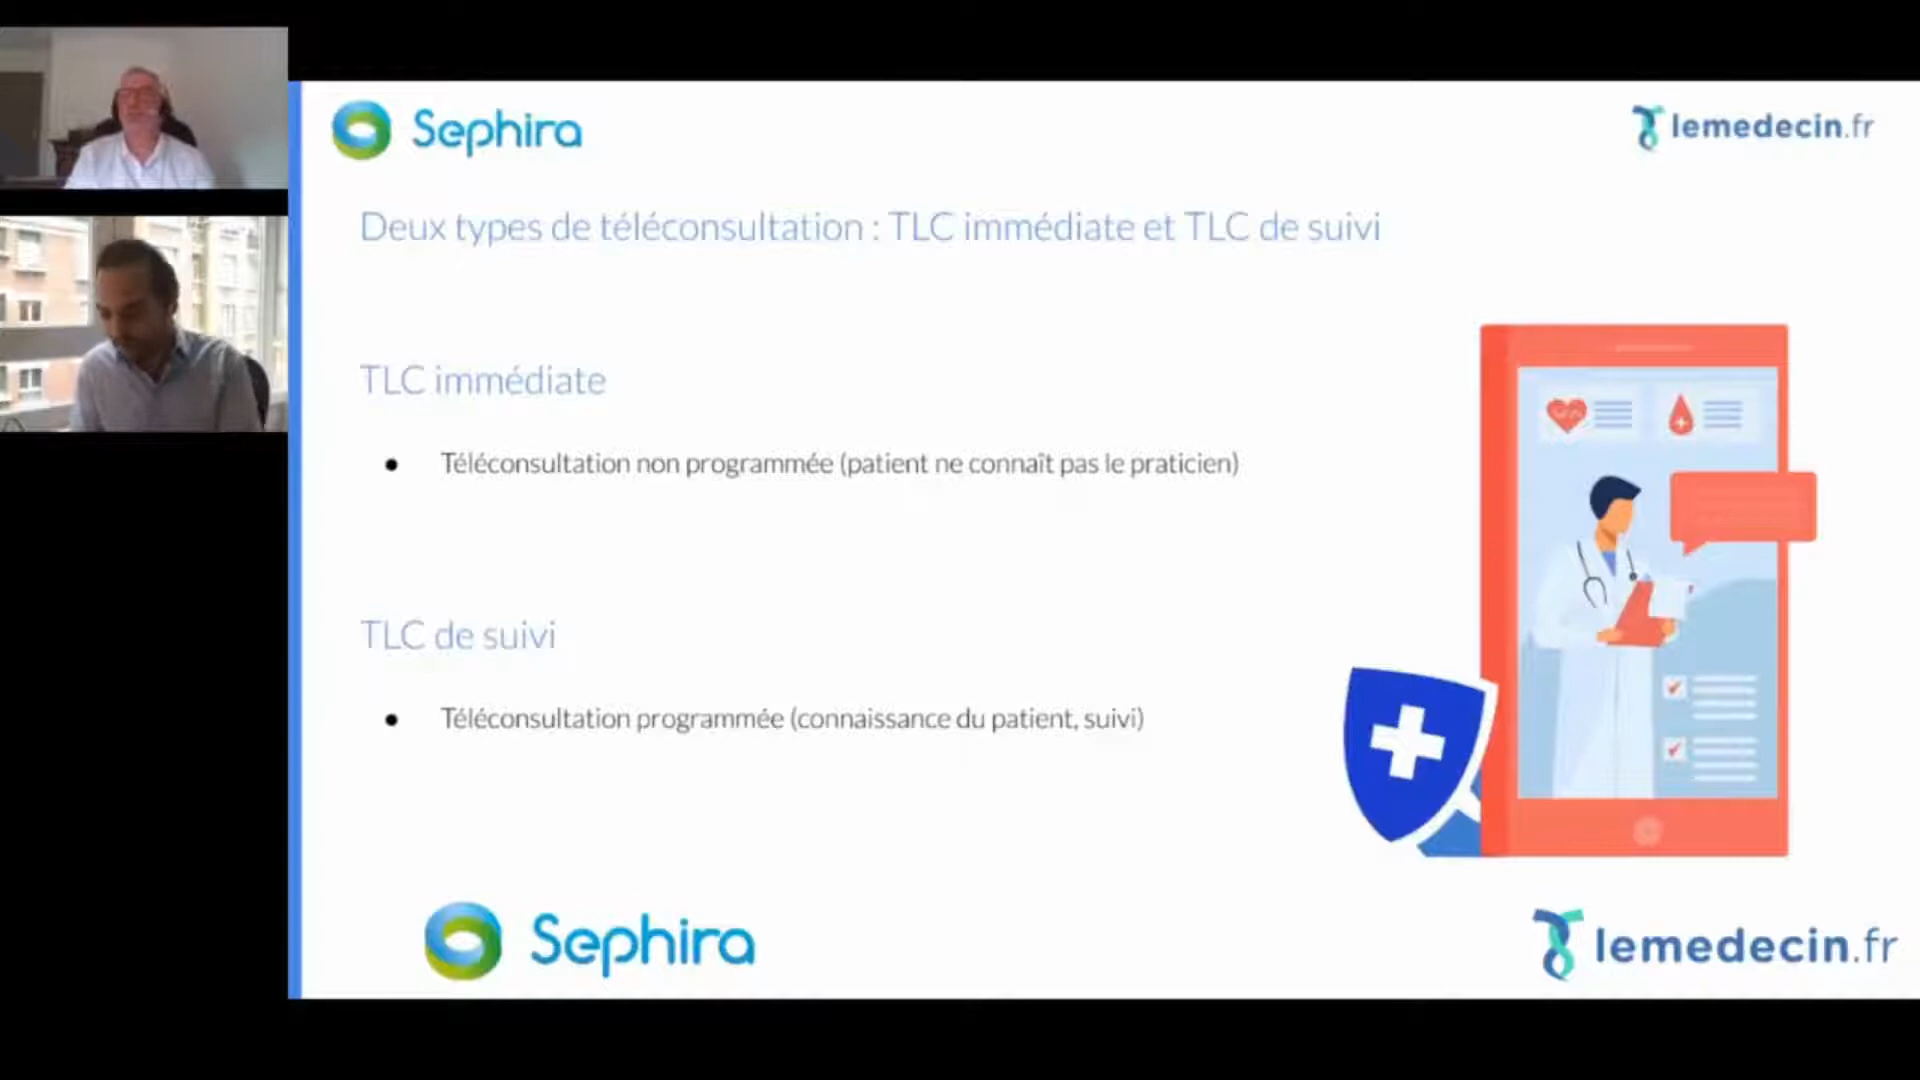 Sephira
lemedecin.fr
Deux types de téléconsultation : TLC immédiate et TLC de suivi
TLC immédiate
● Téléconsultation non programmée (patient ne connaît pas le praticien)
TLC de suivi
● Téléconsultation programmée (connaissance du patient, suivi)
Sephira
lemedecin.fr